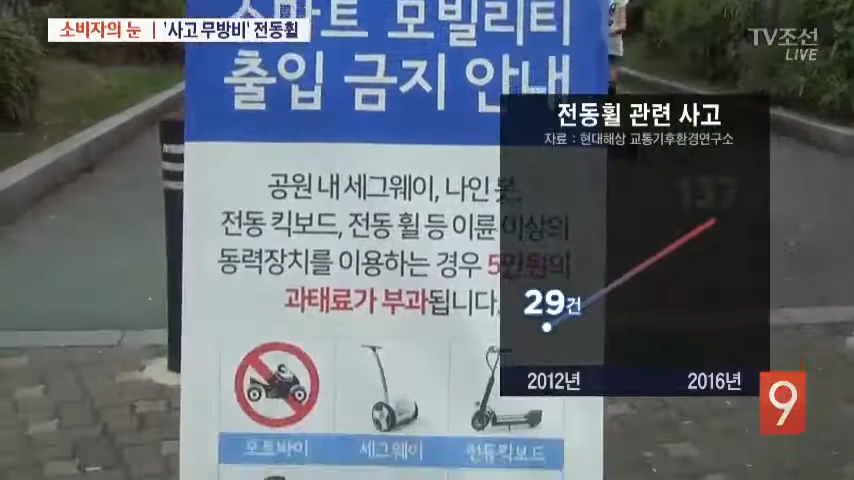 소비자의 눈 | '사고 무방비' 전동휠
TV조선
LIVE
스마트 모빌리티
출입 금지 안내
공원 내 세그웨이, 나인 봇,
전동 킥보드, 전동 휠 등 이륜 이상의
동력장치를 이용하는 경우 5만원의
과태료가 부과됩니다.
오토바이
세그웨이
전동킥보드
전동휠 관련 사고
자료 : 현대해상 교통기후환경연구소
137
29건
2012년
2016년
9